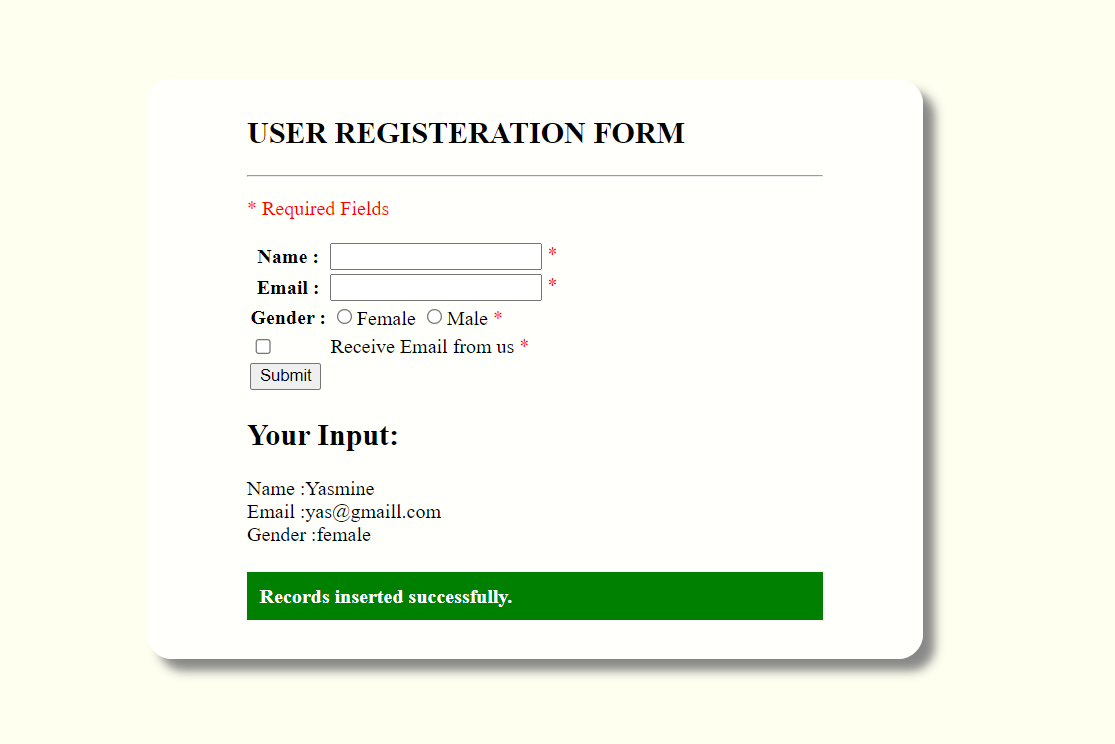 USER REGISTERATION FORM
* Required Fields
Name : *
Email : *
Gender : Female Male *
Receive Email from us *
Submit
Your Input:
Name :Yasmine
Email :yas@gmaill.com
Gender :female
Records inserted successfully.